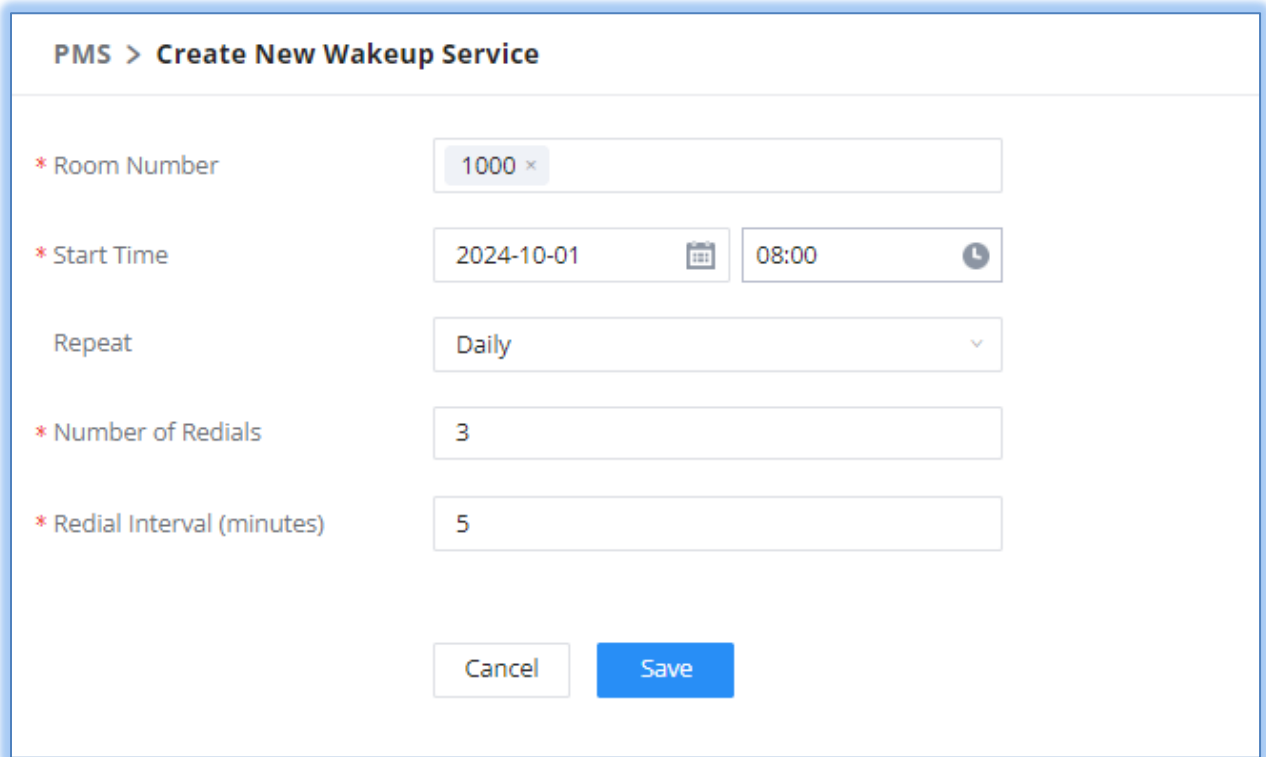 PMS > Create New Wakeup Service
* Room Number 1000 ×
* Start Time 2024-10-01 08:00
Repeat Daily
* Number of Redials 3
* Redial Interval (minutes) 5
Cancel Save